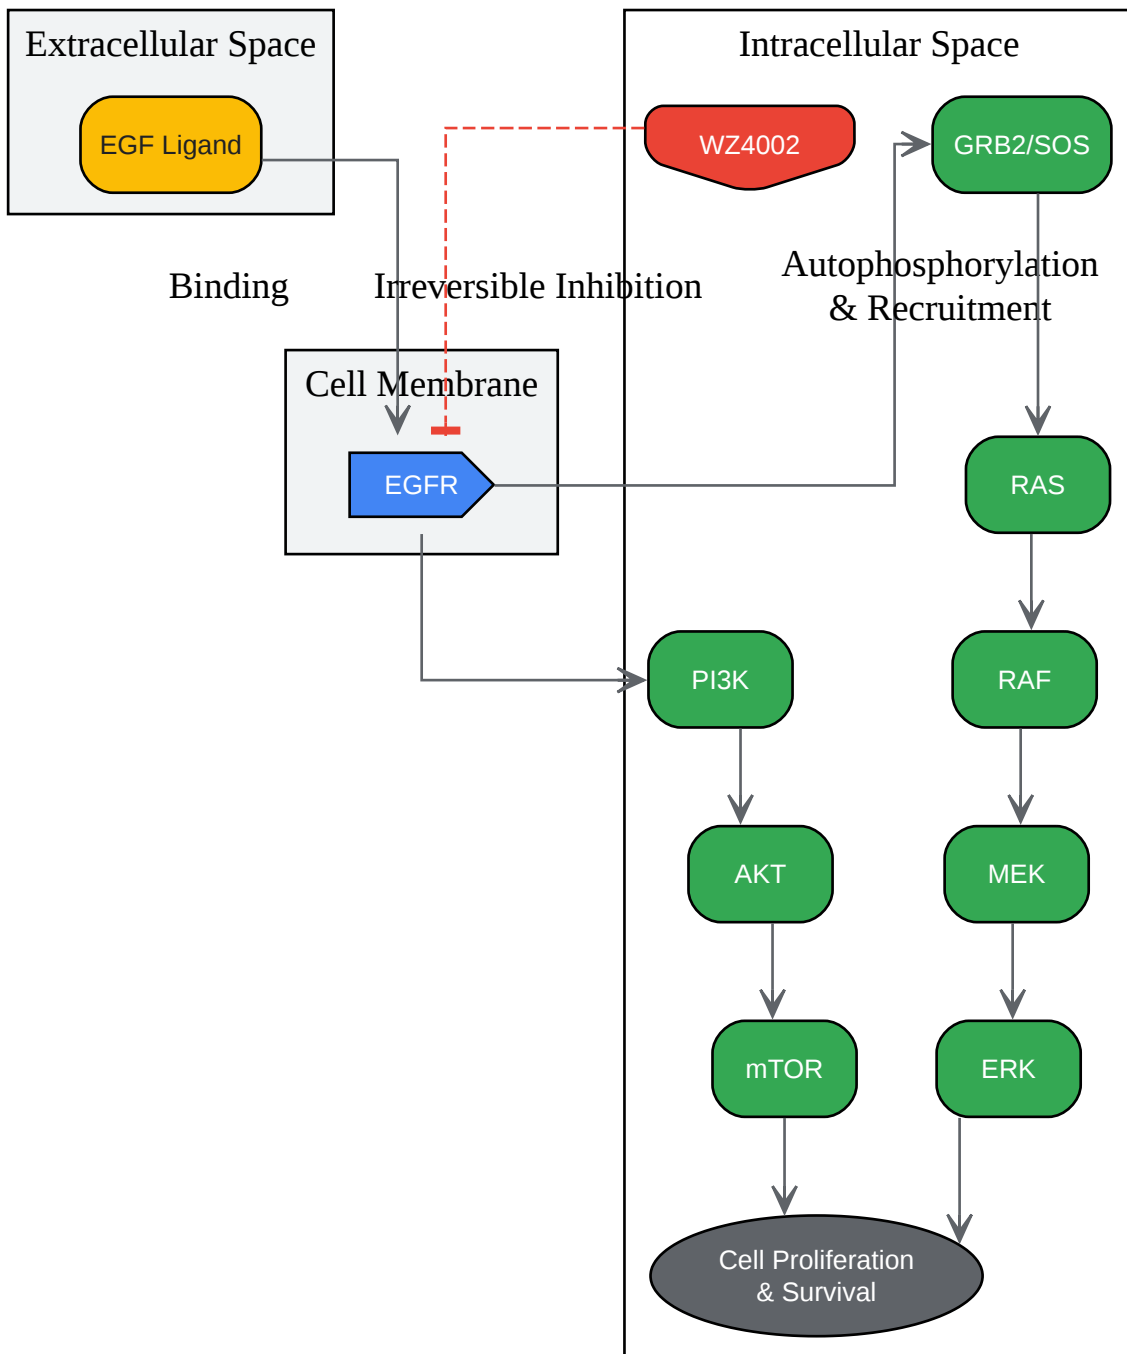 Extracellular Space
Intracellular Space
EGF Ligand
WZ4002
GRB2/SOS
Binding
Irreversible Inhibition
Autophosphorylation
& Recruitment
Cell Membrane
EGFR
RAS
PI3K
RAF
AKT
MEK
mTOR
ERK
Cell Proliferation
& Survival